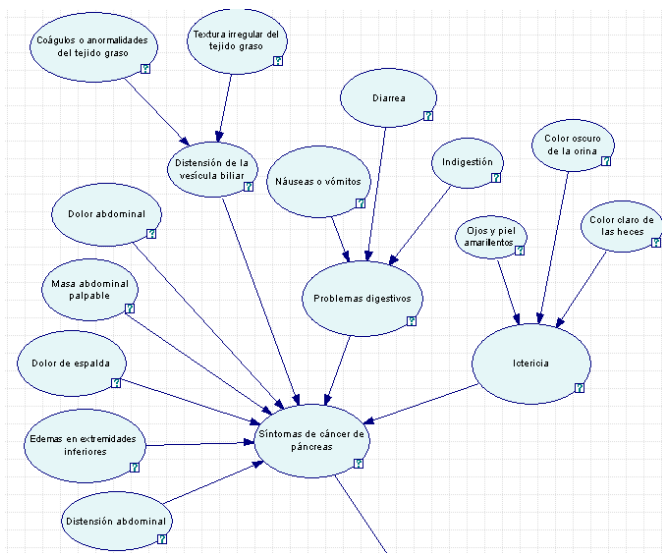 Coágulos o anormalidades
del tejido graso
?
Textura irregular del
tejido graso
?
Diarrea
?
Color oscuro
de la orina
?
Distensión de la
vesícula biliar
?
Náuseas o vómitos
?
Indigestión
?
Dolor abdominal
?
Ojos y piel
amarillentos
?
Color claro de
las heces
?
Masa abdominal
palpable
?
Problemas digestivos
?
Dolor de espalda
?
Ictericia
?
Edemas en extremidades
inferiores
?
Síntomas de cáncer de
páncreas
?
Distensión abdominal
?